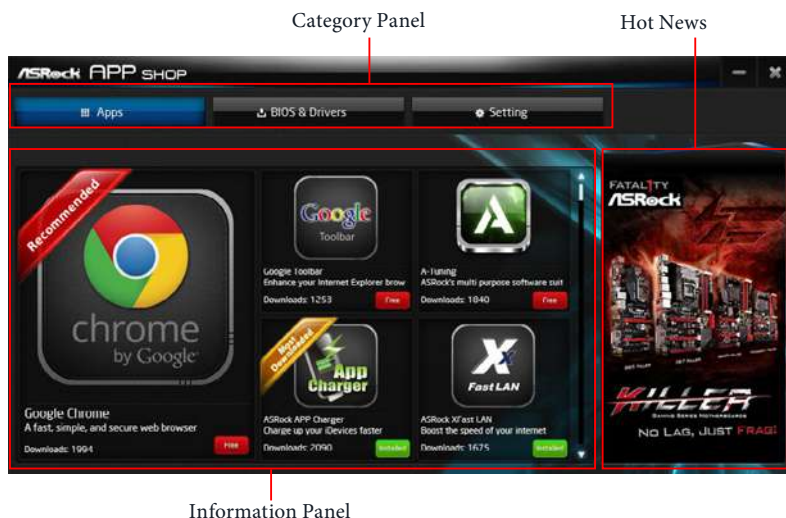 Category Panel
Hot News
ASRock APP SHOP
Apps
BIOS & Drivers
Setting
Recommended
chrome
by Google
Google Chrome
A fast, simple, and secure web browser
Downloads: 1994
Free
Google
Toolbar
Google Toolbar
Enhance your Internet Explorer brow
Downloads: 1253
Free
A-Tuning
ASRock's multi purpose software suit
Downloads: 1840
Free
Most
Downloaded
App
Charger
ASRock APP Charger
Charge up your iDevices faster
Downloads: 2090
Installed
X
Fast LAN
ASRock XFast LAN
Boost the speed of your internet
Downloads: 1675
Installed
FATAL1TY
ASRock
KILLER
GAMING SERIES MOTHERBOARDS
NO LAG, JUST FRAG!
Information Panel